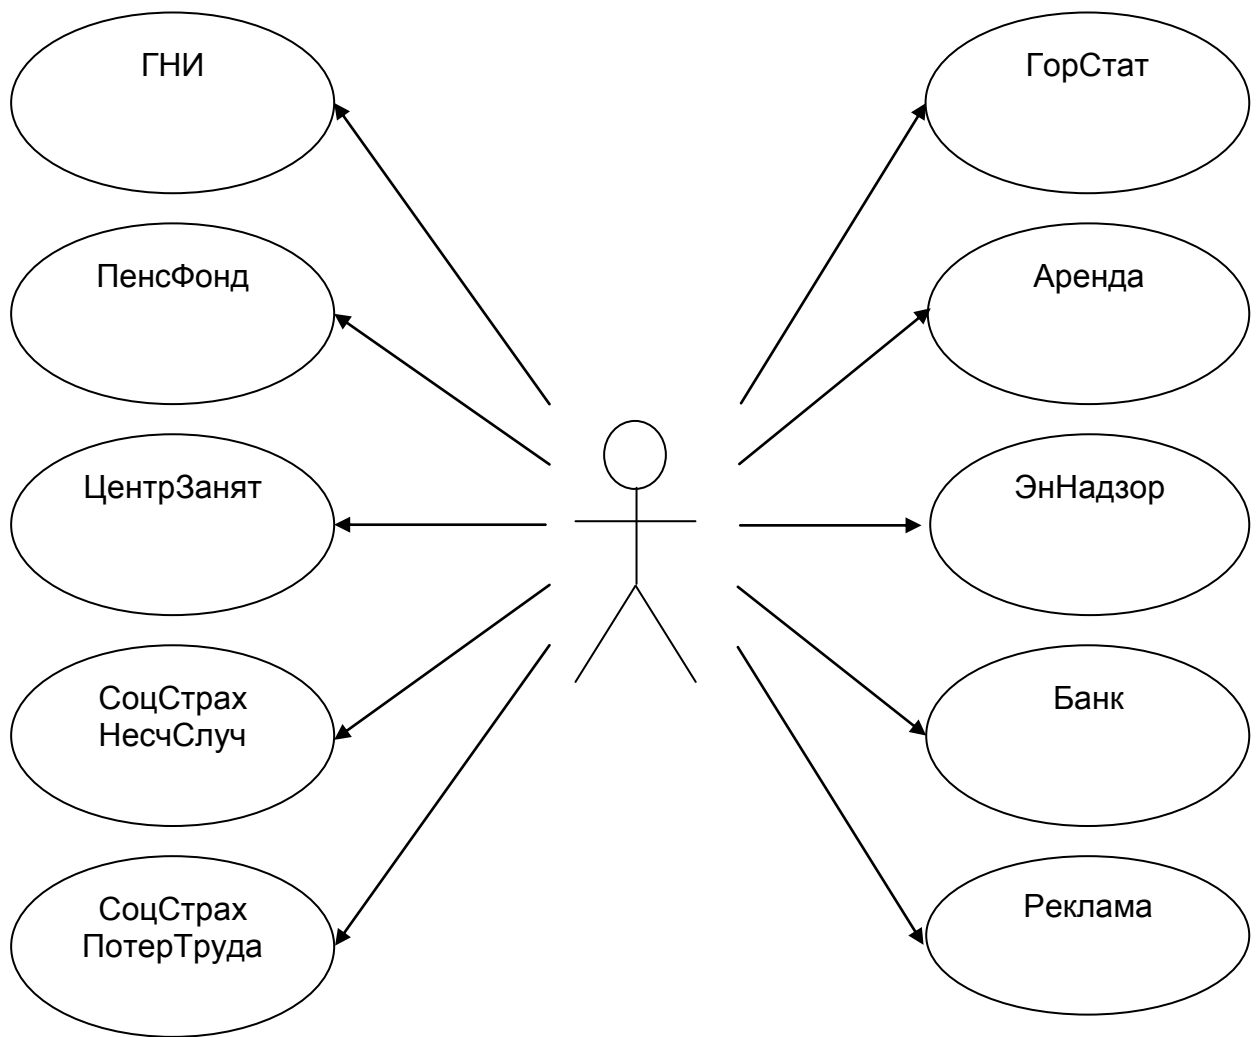 ГНИ
ПенсФонд
ЦентрЗанят
СоцСтрах
НесчСлуч
СоцСтрах
ПотерТруда
ГорСтат
Аренда
ЭнНадзор
Банк
Реклама